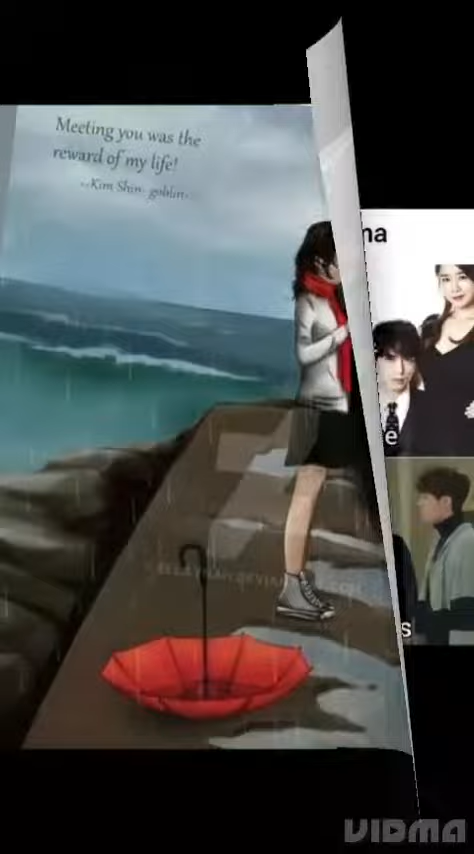 Meeting you was the
reward of my life!
--Kim Shin- goblin-
na
e
s
VIDMA